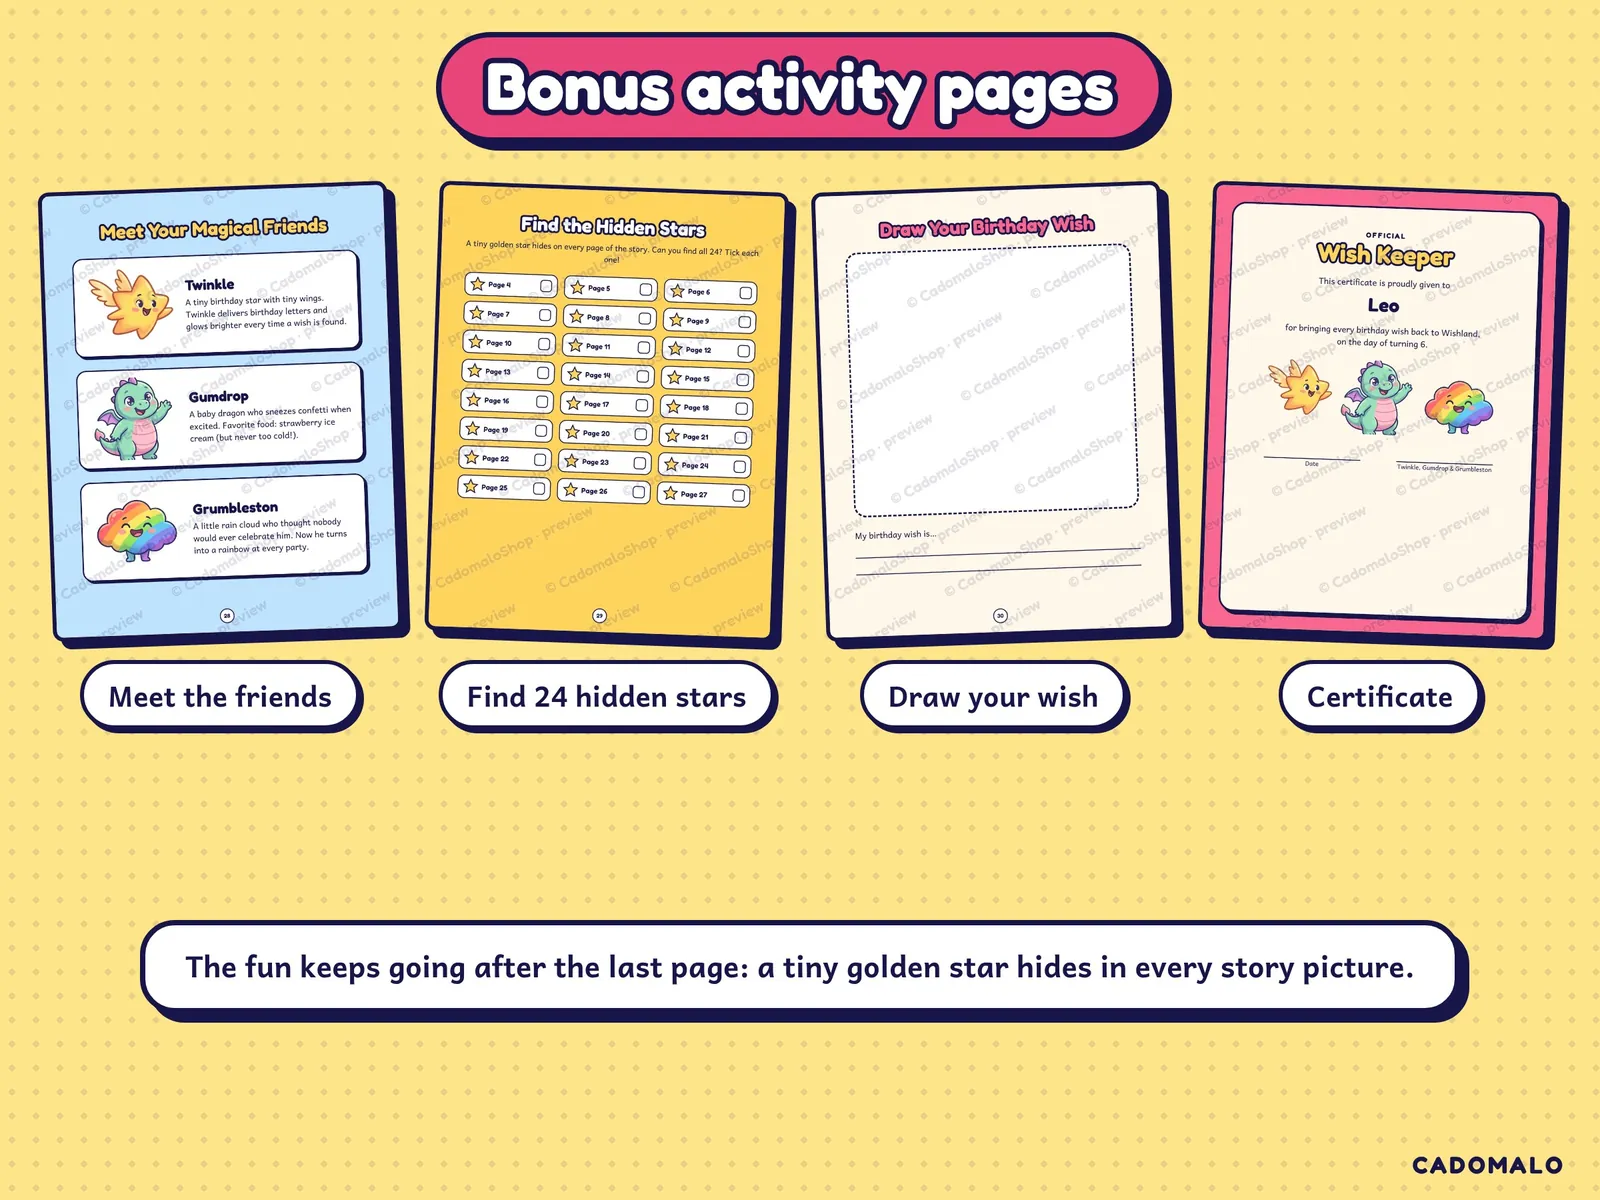 Bonus activity pages
Meet Your Magical Friends
Twinkle
A tiny birthday star with tiny wings.
Twinkle delivers birthday letters and
glows brighter every time a wish is found.
Gumdrop
A baby dragon who sneezes confetti when
excited. Favorite food: strawberry ice
cream (but never too cold!).
Grumbleston
A little rain cloud who thought nobody
would ever celebrate him. Now he turns
into a rainbow at every party.
28
Find the Hidden Stars
A tiny golden star hides on every page of the story. Can you find all 24? Tick each
one!
Page 4
Page 5
Page 6
Page 7
Page 8
Page 9
Page 10
Page 11
Page 12
Page 13
Page 14
Page 15
Page 16
Page 17
Page 18
Page 19
Page 20
Page 21
Page 22
Page 23
Page 24
Page 25
Page 26
Page 27
29
Draw Your Birthday Wish
My birthday wish is...
30
OFFICIAL
Wish Keeper
This certificate is proudly given to
Leo
for bringing every birthday wish back to Wishland,
on the day of turning 6.
Date
Twinkle, Gumdrop & Grumbleston
© CadomaloShop · preview
Meet the friends
Find 24 hidden stars
Draw your wish
Certificate
The fun keeps going after the last page: a tiny golden star hides in every story picture.
CADOMALO